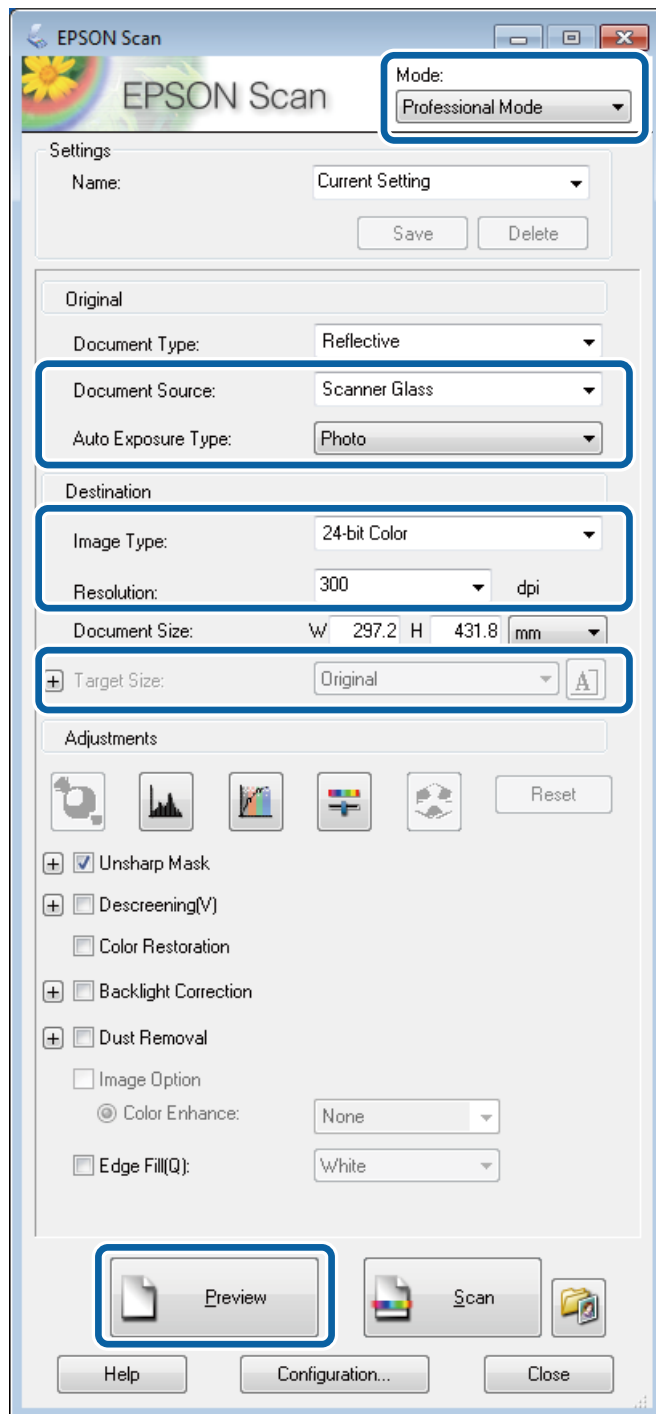 EPSON Scan
EPSON Scan
Mode:
Professional Mode
Settings
Name: Current Setting
Save Delete
Original
Document Type: Reflective
Document Source: Scanner Glass
Auto Exposure Type: Photo
Destination
Image Type: 24-bit Color
Resolution: 300 dpi
Document Size: W 297.2 H 431.8 mm
+ Target Size: Original A
Adjustments
Reset
+ Unsharp Mask
+ Descreening(V)
Color Restoration
+ Backlight Correction
+ Dust Removal
Image Option
Color Enhance: None
Edge Fill(Q): White
Preview Scan
Help Configuration... Close